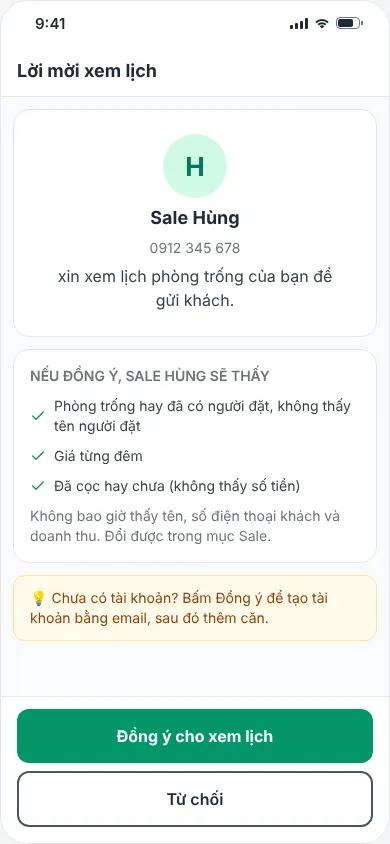 9:41
Lời mời xem lịch
H
Sale Hùng
0912 345 678
xin xem lịch phòng trống của bạn để
gửi khách.
NẾU ĐỒNG Ý, SALE HÙNG SẼ THẤY
Phòng trống hay đã có người đặt, không thấy
tên người đặt
Giá từng đêm
Đã cọc hay chưa (không thấy số tiền)
Không bao giờ thấy tên, số điện thoại khách và
doanh thu. Đổi được trong mục Sale.
💡 Chưa có tài khoản? Bấm Đồng ý để tạo tài
khoản bằng email, sau đó thêm căn.
Đồng ý cho xem lịch
Từ chối